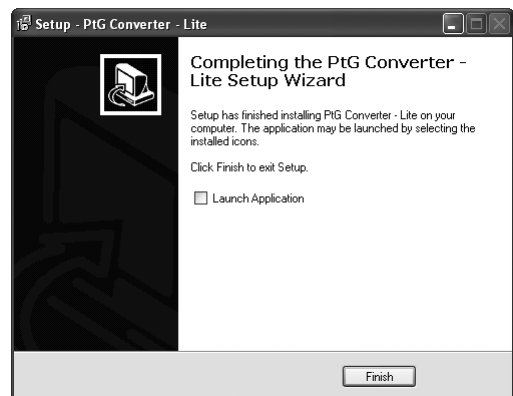 Setup - PtG Converter - Lite
Completing the PtG Converter -
Lite Setup Wizard
Setup has finished installing PtG Converter - Lite on your
computer. The application may be launched by selecting the
installed icons.
Click Finish to exit Setup.
Launch Application
Finish